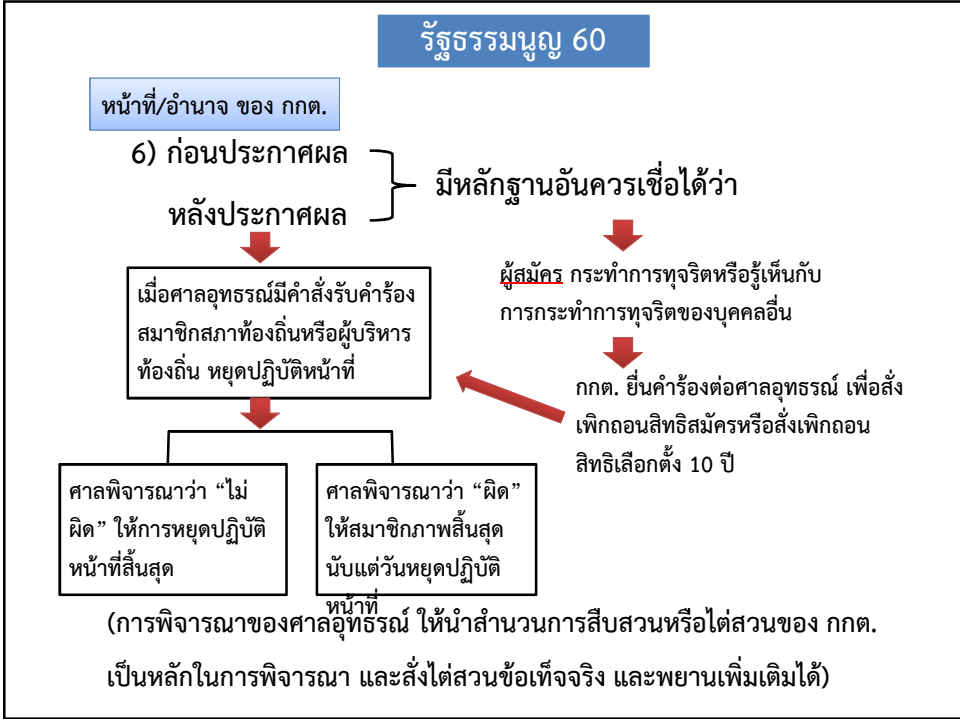 รัฐธรรมนูญ 60
หน้าที่/อำนาจ ของ กกต.
6) ก่อนประกาศผล
หลังประกาศผล
มีหลักฐานอันควรเชื่อได้ว่า
ผู้สมัคร กระทำการทุจริตหรือรู้เห็นกับ
การกระทำการทุจริตของบุคคลอื่น
กกต. ยื่นคำร้องต่อศาลอุทธรณ์ เพื่อสั่ง
เพิกถอนสิทธิสมัครหรือสั่งเพิกถอน
สิทธิเลือกตั้ง 10 ปี
เมื่อศาลอุทธรณ์มีคำสั่งรับคำร้อง
สมาชิกสภาท้องถิ่นหรือผู้บริหาร
ท้องถิ่น หยุดปฏิบัติหน้าที่
ศาลพิจารณาว่า “ไม่
ผิด” ให้การหยุดปฏิบัติ
หน้าที่สิ้นสุด
ศาลพิจารณาว่า “ผิด”
ให้สมาชิกภาพสิ้นสุด
นับแต่วันหยุดปฏิบัติ
หน้าที่
(การพิจารณาของศาลอุทธรณ์ ให้นำสำนวนการสืบสวนหรือไต่สวนของ กกต.
เป็นหลักในการพิจารณา และสั่งไต่สวนข้อเท็จจริง และพยานเพิ่มเติมได้)